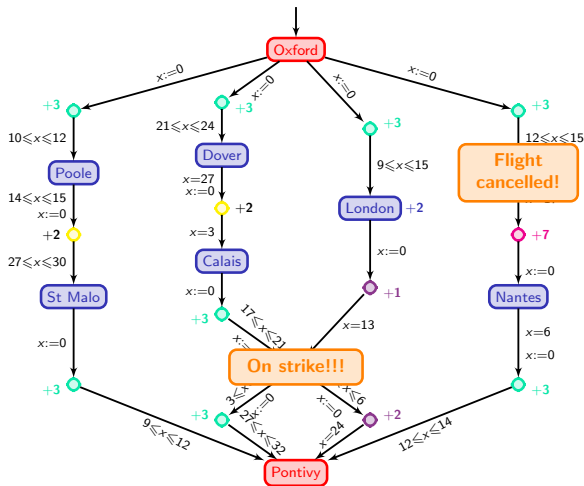 Oxford
x:=0
x:=0
x:=0
x:=0
+3
+3
+3
+3
10⩽x⩽12
21⩽x⩽24
9⩽x⩽15
12⩽x⩽15
Poole
Dover
Flight
cancelled!
14⩽x⩽15
x:=0
x=27
x:=0
London
+2
+2
+2
+7
27⩽x⩽30
x=3
x:=0
x:=0
St Malo
Calais
+1
Nantes
x:=0
x:=0
+3
17⩽x⩽21
x=13
x=6
x:=0
On strike!!!
+3
3⩽x
x:=0
x⩽6
x:=0
+3
+3
+2
9⩽x⩽12
27⩽x⩽32
x=24
12⩽x⩽14
Pontivy